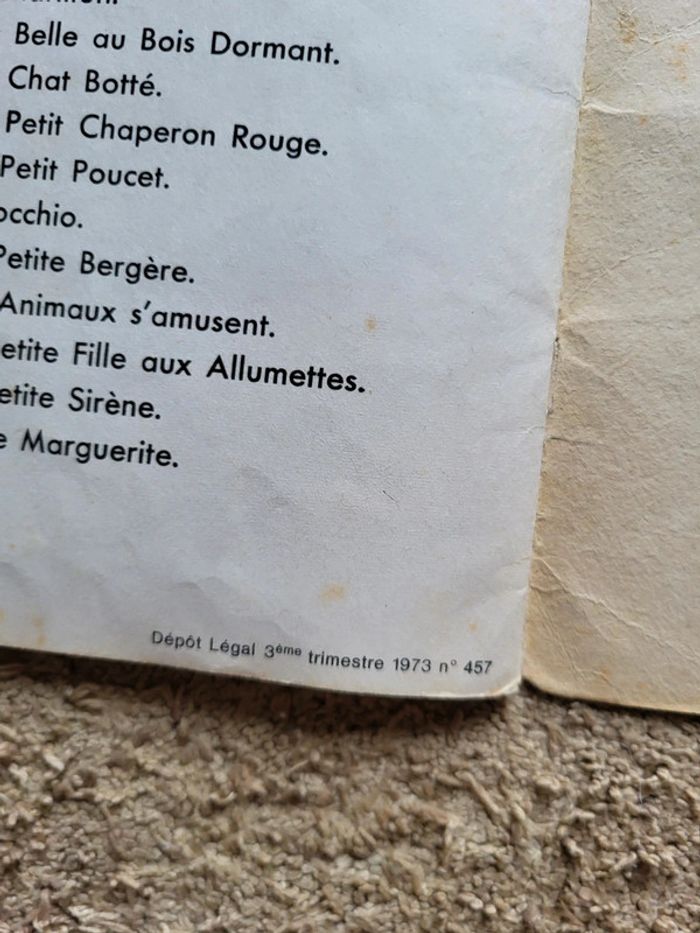 Belle au Bois Dormant.
Chat Botté.
Petit Chaperon Rouge.
Petit Poucet.
occhio.
Petite Bergère.
Animaux s'amusent.
etite Fille aux Allumettes.
etite Sirène.
e Marguerite.
Dépôt Légal 3ème trimestre 1973 n° 457